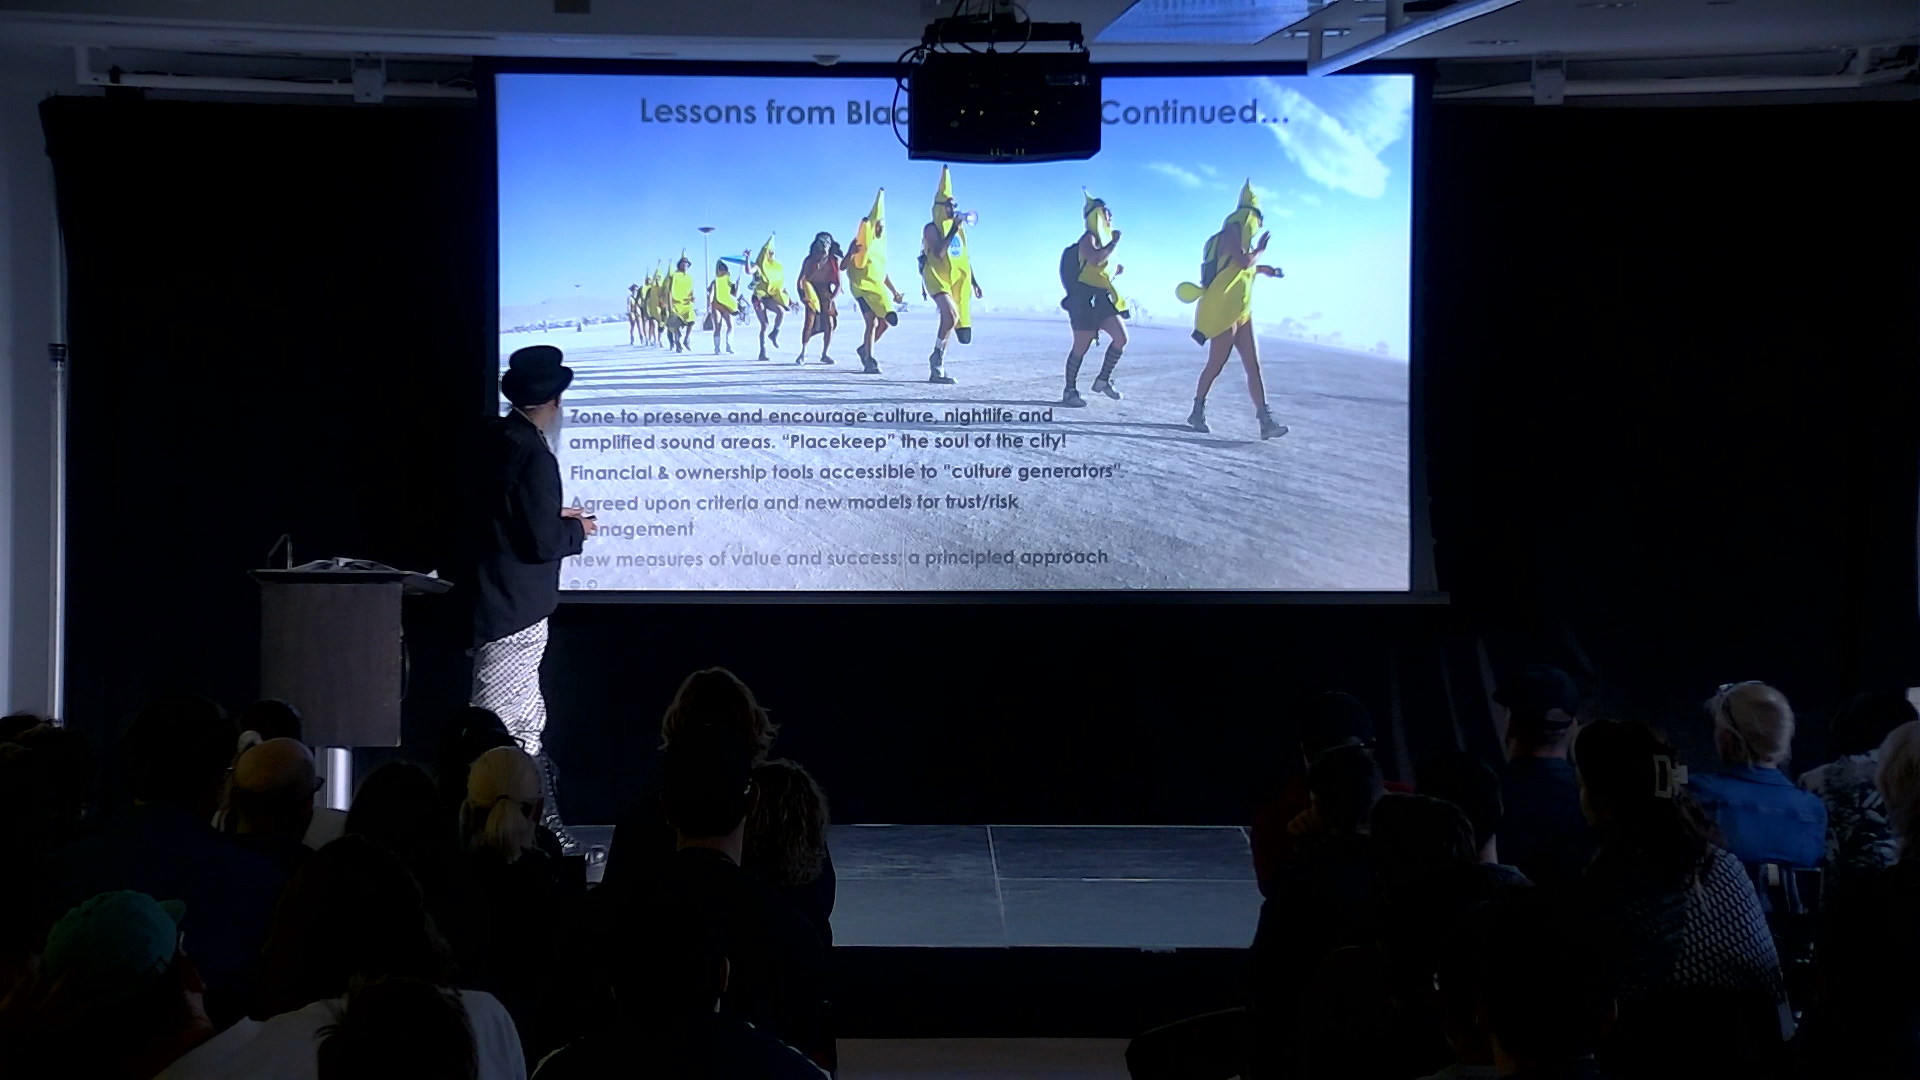 Lessons from Blac Continued...
Zone to preserve and encourage culture, nightlife and
amplified sound areas. "Placekeep" the soul of the city!
Financial & ownership tools accessible to "culture generators"
Agreed upon criteria and new models for trust/risk
nagement
New measures of value and success; a principled approach